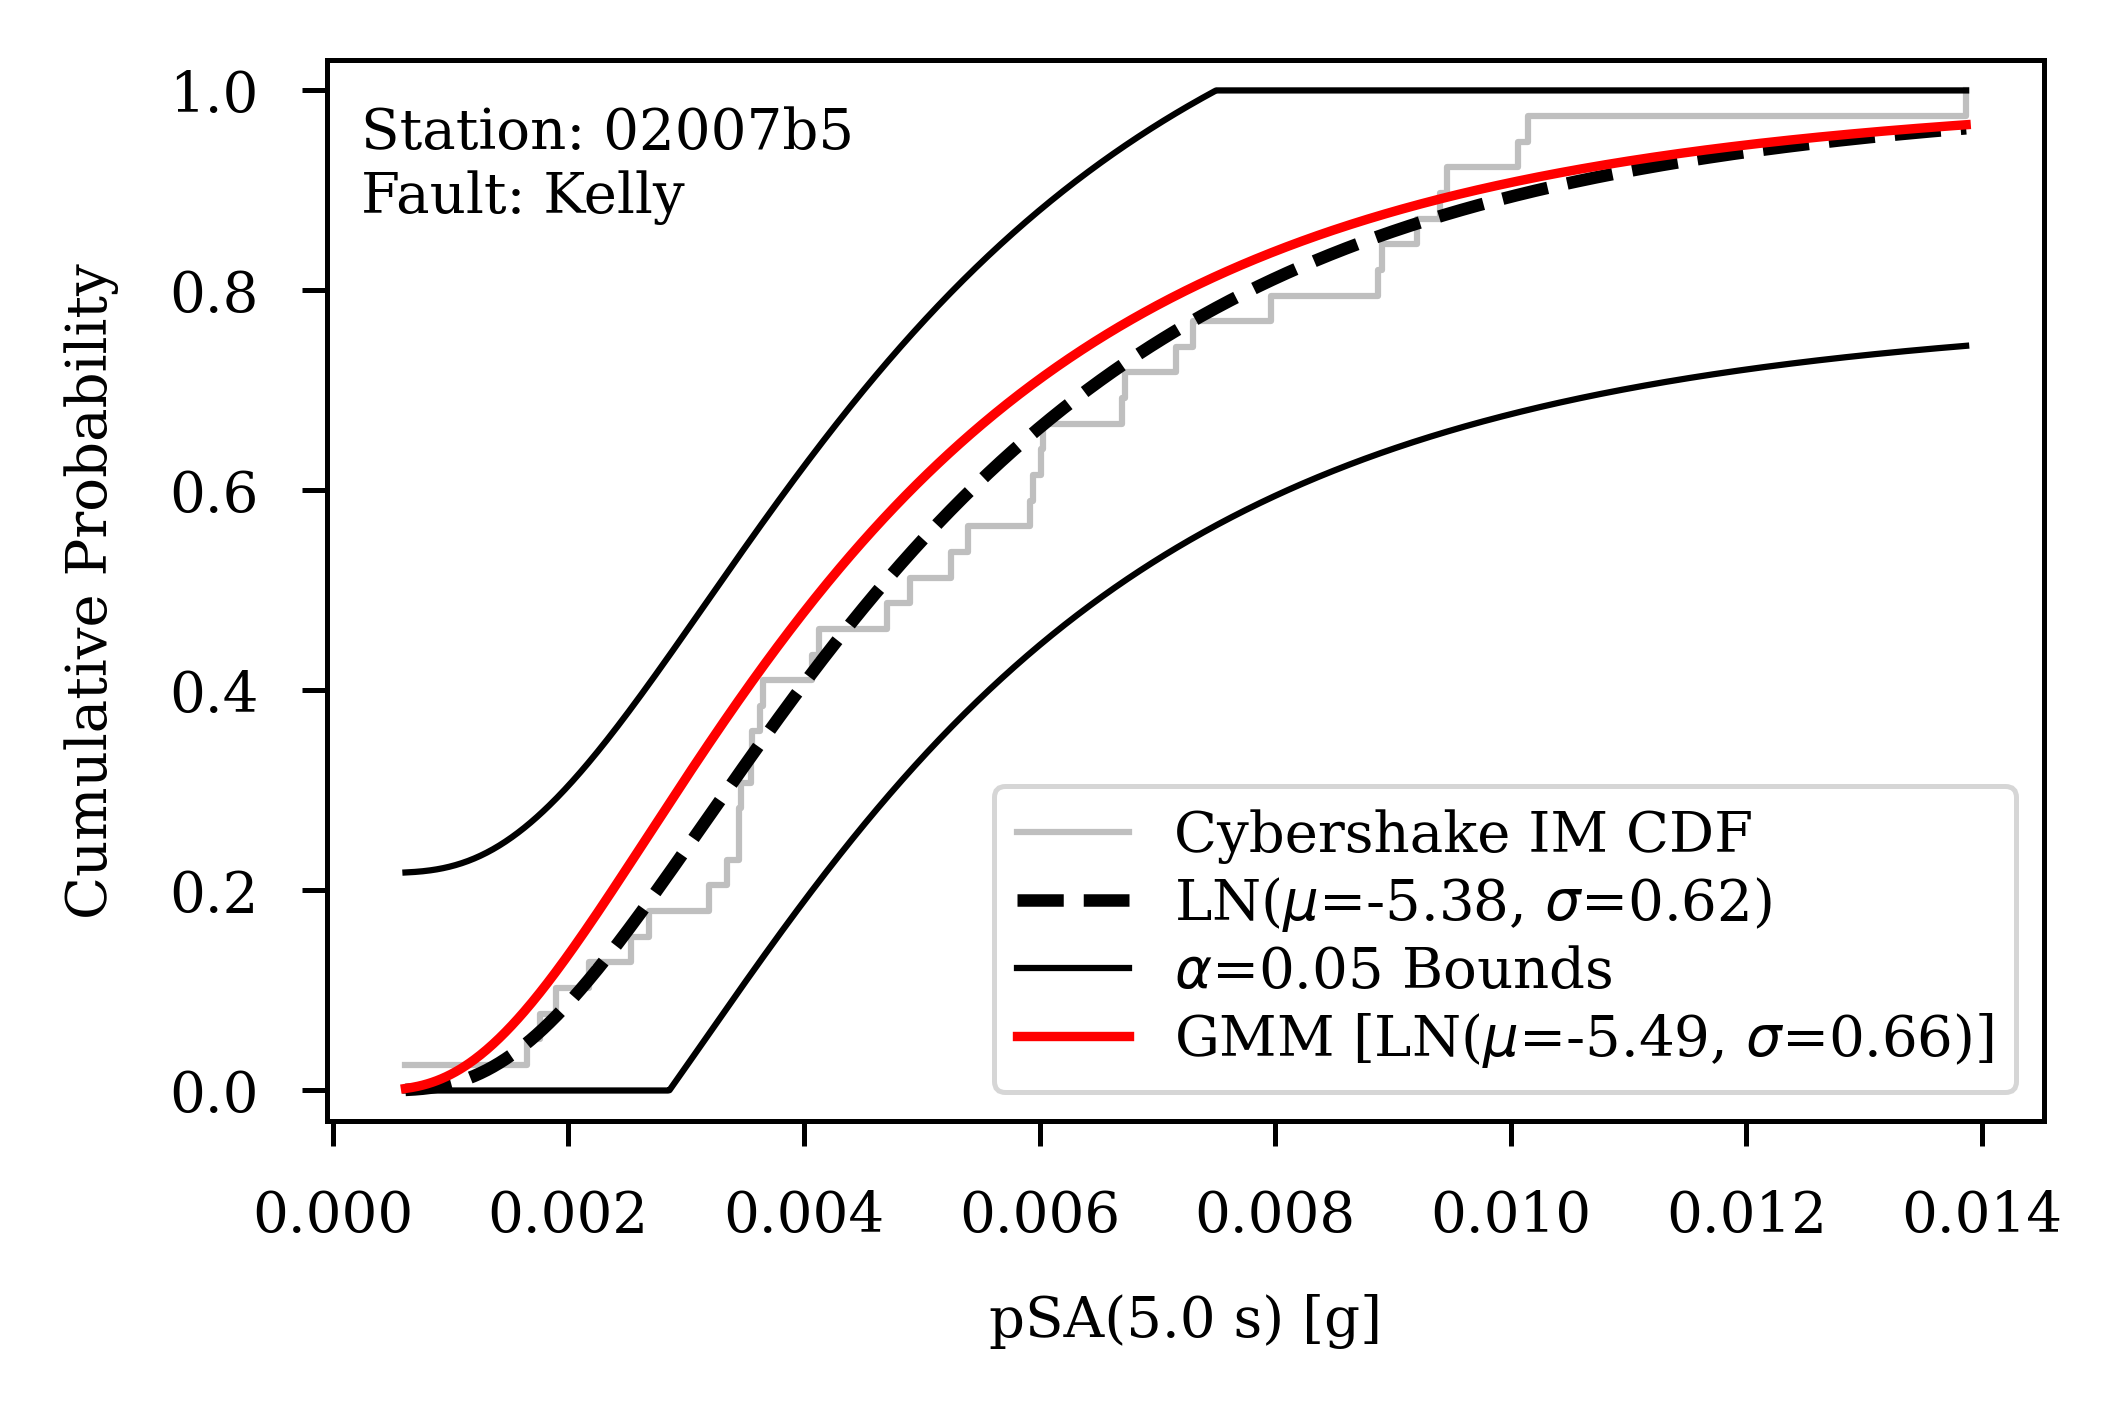 Station: 02007b5
Fault: Kelly
Cumulative Probability
1.0
0.8
0.6
0.4
0.2
0.0
Cybershake IM CDF
LN(μ=-5.38, σ=0.62)
α=0.05 Bounds
GMM [LN(μ=-5.49, σ=0.66)]
0.000 0.002 0.004 0.006 0.008 0.010 0.012 0.014
pSA(5.0 s) [g]